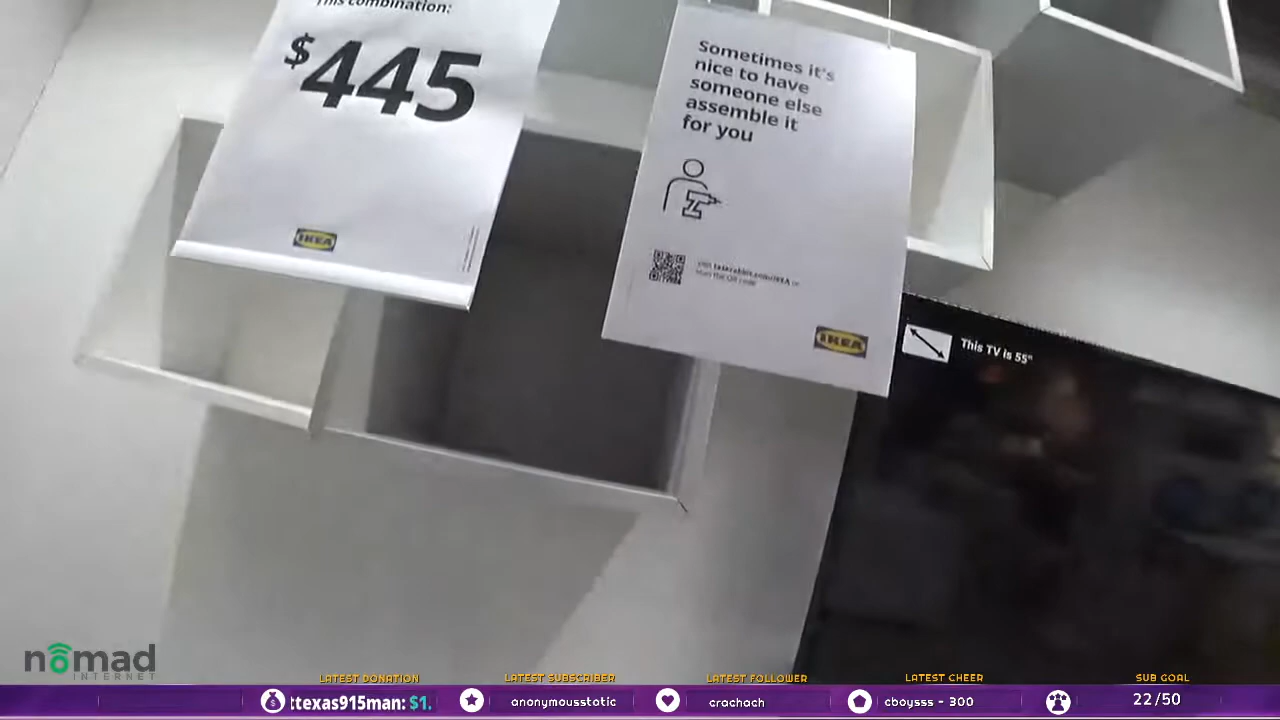 This combination:
$445
IKEA
Sometimes it's
nice to have
someone else
assemble it
for you
IKEA
This TV is 55"
nomad
INTERNET
LATEST DONATION
texas915man: $1.
LATEST SUBSCRIBER
anonymousstatic
LATEST FOLLOWER
crachach
LATEST CHEER
cboysss - 300
SUB GOAL
22/50